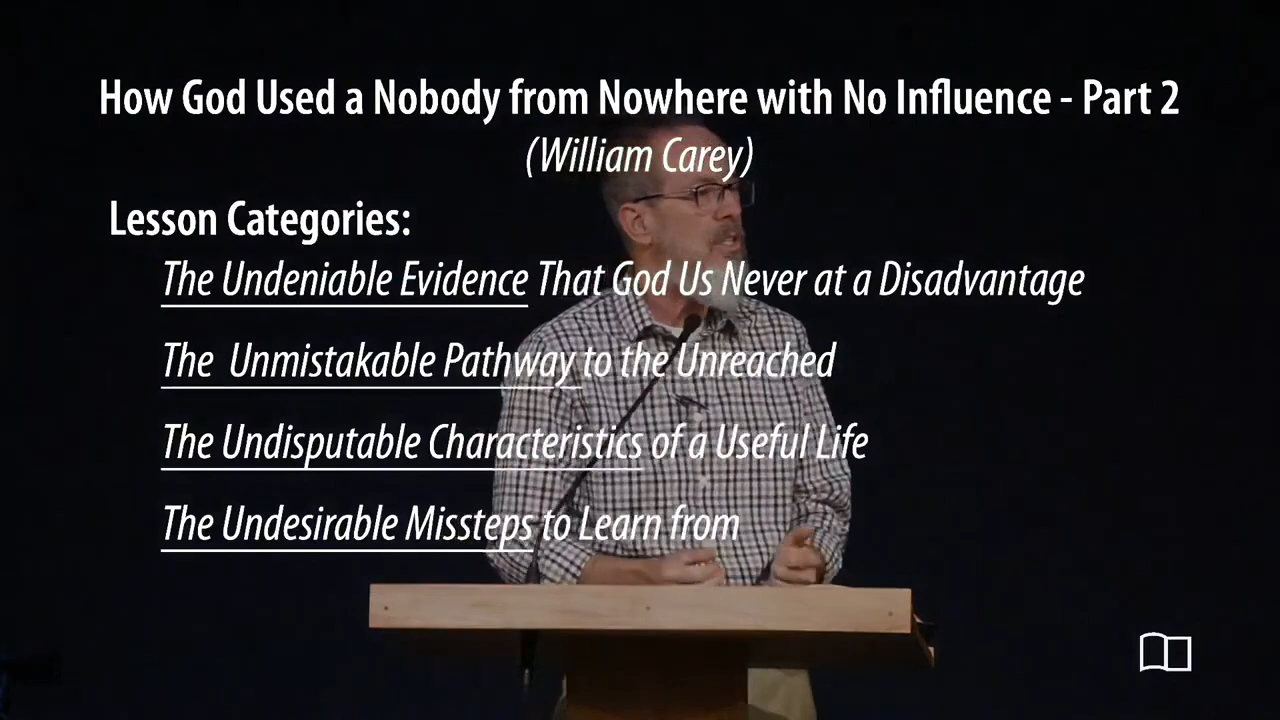 How God Used a Nobody from Nowhere with No Influence - Part 2
(William Carey)
Lesson Categories:
The Undeniable Evidence That God Us Never at a Disadvantage
The Unmistakable Pathway to the Unreached
The Undisputable Characteristics of a Useful Life
The Undesirable Missteps to Learn from